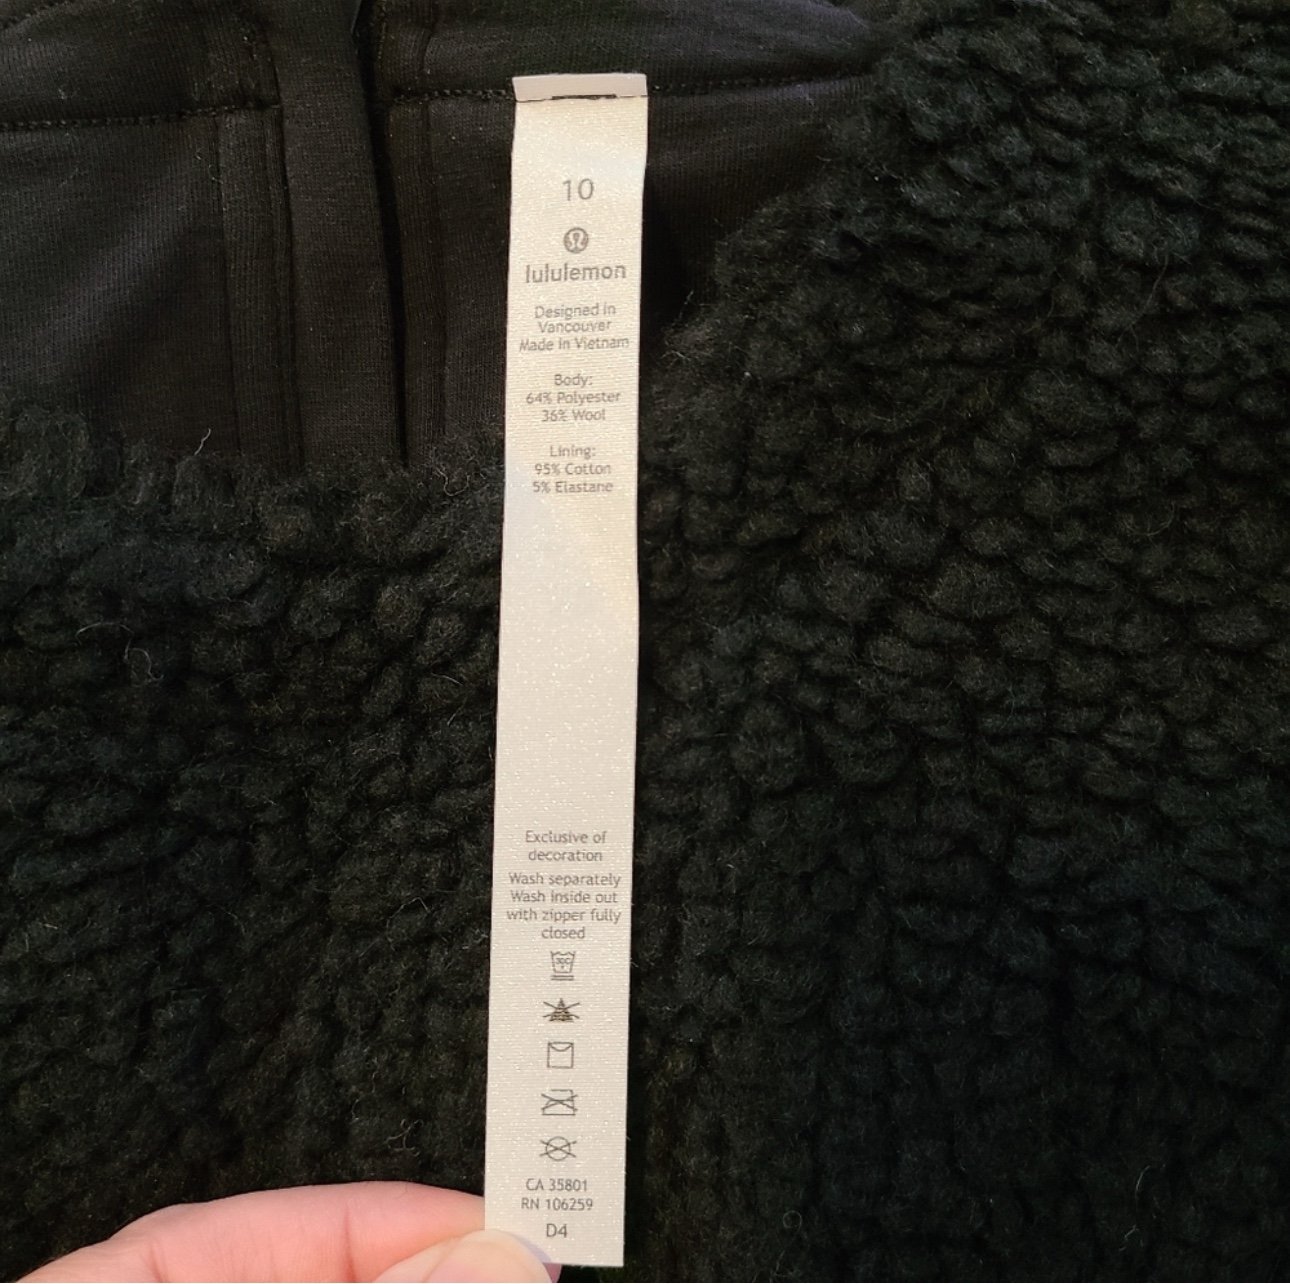 10
lululemon
Designed in
Vancouver
Made in Vietnam
Body:
64% Polyester
36% Wool
Lining:
95% Cotton
5% Elastane
Exclusive of
decoration
Wash separately
Wash inside out
with zipper fully
closed
30C
CA 35801
RN 106259
D4